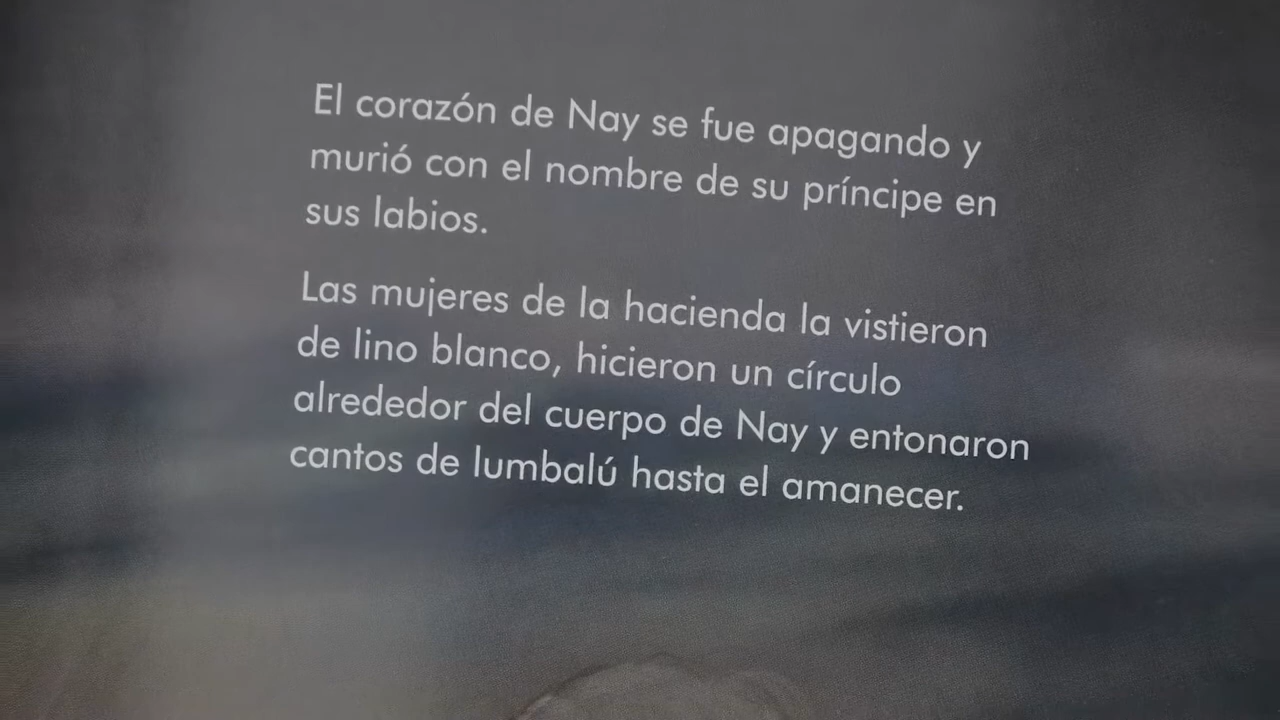 El corazón de Nay se fue apagando y
murió con el nombre de su príncipe en
sus labios.
Las mujeres de la hacienda la vistieron
de lino blanco, hicieron un círculo
alrededor del cuerpo de Nay y entonaron
cantos de lumbalú hasta el amanecer.